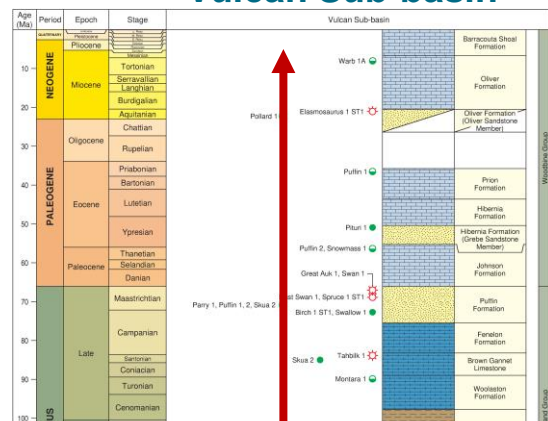 Vulcan Sub-basin
Age
(Ma)
Period
Epoch
Stage
Vulcan Sub-basin
QUATERNARY
Pleistocene
Pliocene
NEOGENE
Miocene
Tortonian
Serravallian
Langhian
Burdigalian
Aquitanian
PALEOGENE
Oligocene
Chattian
Rupelian
Eocene
Priabonian
Bartonian
Lutetian
Ypresian
Paleocene
Thanetian
Selandian
Danian
US
Late
Maastrichtian
Campanian
Santonian
Coniacian
Turonian
Cenomanian
10
20
30
40
50
60
70
80
90
100
Warb 1A
Elasmosaurus 1 ST1
Pollard 1
Puffin 1
Pituri 1
Puffin 2, Snowmass 1
Great Auk 1, Swan 1
Parry 1, Puffin 1, 2, Skua 2
st Swan 1, Spruce 1 ST1
Birch 1 ST1, Swallow 1
Tahbilk 1
Skua 2
Montara 1
Barracouta Shoal
Formation
Oliver
Formation
Oliver Formation
(Oliver Sandstone
Member)
Prion
Formation
Hibernia
Formation
Hibernia Formation
(Grebe Sandstone
Member)
Johnson
Formation
Puffin
Formation
Fenelon
Formation
Brown Gannet
Limestone
Woolaston
Formation
Woodbine Group
nd Group